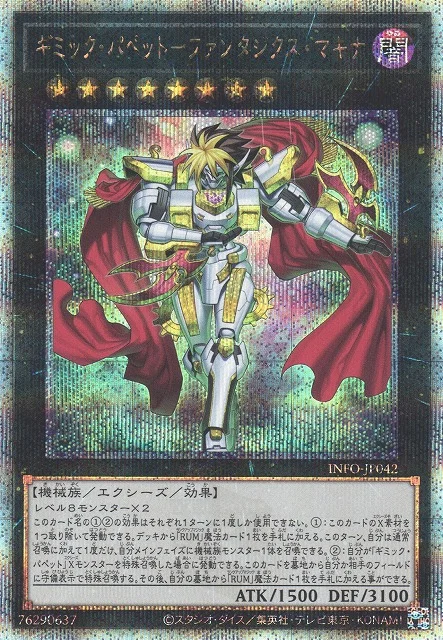 ギミック・パペットーファンタジクス・マキナ
闇
INFO-JP042
【機械族／エクシーズ／効果】
レベル8モンスター×2
このカード名の①②の効果はそれぞれ1ターンに1度しか使用できない。①：このカードのX素材を
1つ取り除いて発動できる。デッキから「RUM」魔法カード1枚を手札に加える。このターン、自分は通常
召喚に加えて1度だけ、自分メインフェイズに機械族モンスター1体を召喚できる。②：自分が「ギミック・
パペット」Xモンスターを特殊召喚した場合に発動できる。このカードを墓地から自分か相手のフィールド
に守備表示で特殊召喚する。その後、自分の墓地から「RUM」魔法カード1枚を手札に加える事ができる。
ATK/1500 DEF/3100
76290637
©スタジオ・ダイス／集英社・テレビ東京・KONAMI